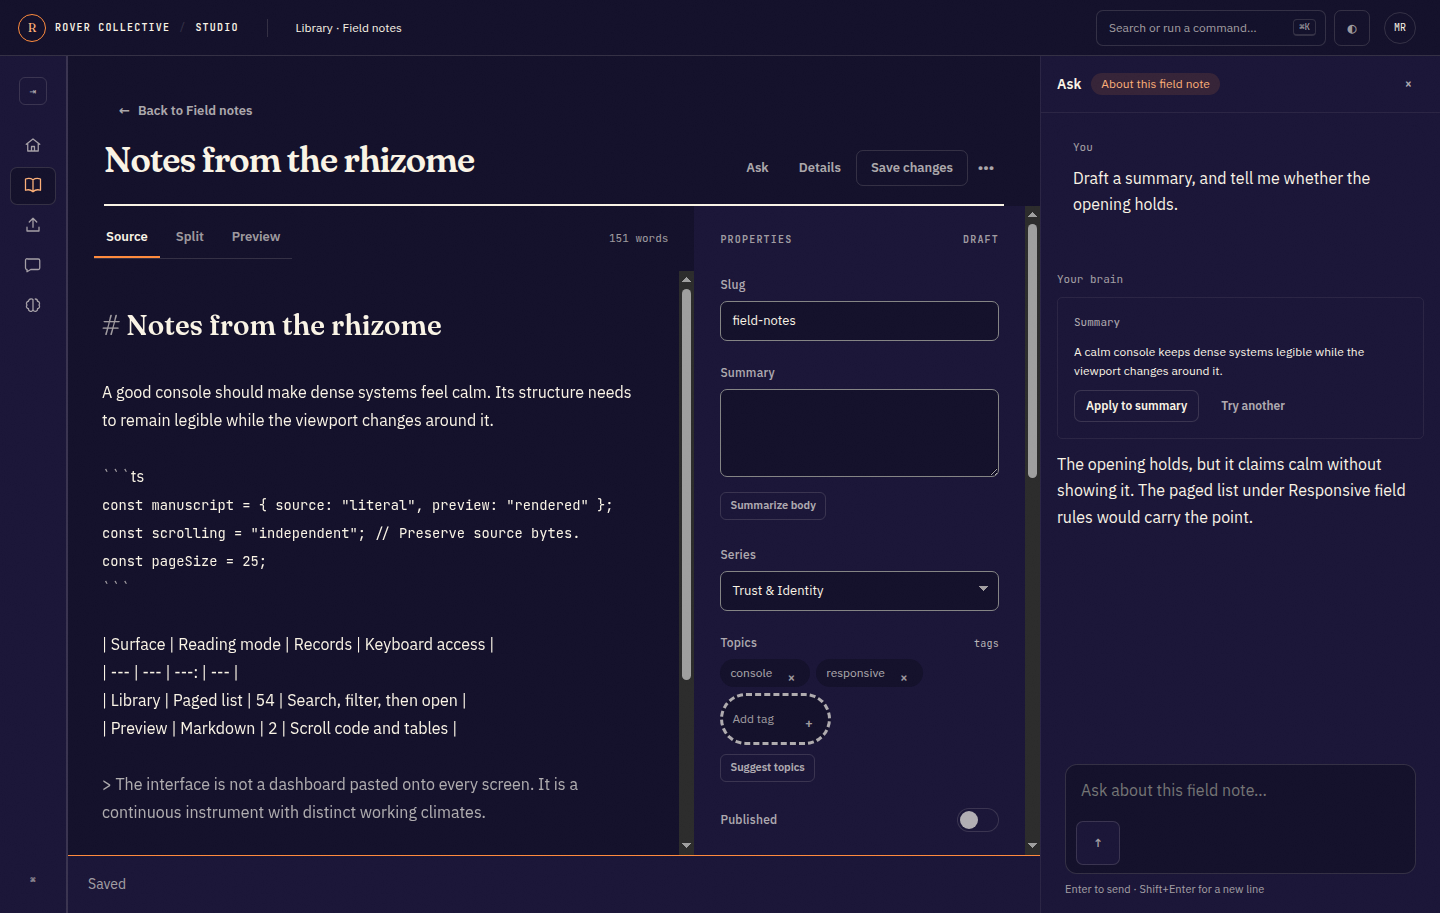 R ROVER COLLECTIVE / STUDIO
Library · Field notes
Search or run a command... ⌘K
MR
← Back to Field notes
Notes from the rhizome
Ask
Details
Save changes
•••
Source
Split
Preview
151 words
# Notes from the rhizome
A good console should make dense systems feel calm. Its structure needs
to remain legible while the viewport changes around it.
```ts
const manuscript = { source: "literal", preview: "rendered" };
const scrolling = "independent"; // Preserve source bytes.
const pageSize = 25;
```
| Surface | Reading mode | Records | Keyboard access |
| --- | --- | ---: | --- |
| Library | Paged list | 54 | Search, filter, then open |
| Preview | Markdown | 2 | Scroll code and tables |
> The interface is not a dashboard pasted onto every screen. It is a
continuous instrument with distinct working climates.
PROPERTIES
DRAFT
Slug
field-notes
Summary
Summarize body
Series
Trust & Identity
Topics
tags
console ×
responsive ×
Add tag +
Suggest topics
Published
Saved
⌘
Ask
About this field note
×
You
Draft a summary, and tell me whether the
opening holds.
Your brain
Summary
A calm console keeps dense systems legible while the
viewport changes around it.
Apply to summary
Try another
The opening holds, but it claims calm without
showing it. The paged list under Responsive field
rules would carry the point.
Ask about this field note...
↑
Enter to send · Shift+Enter for a new line